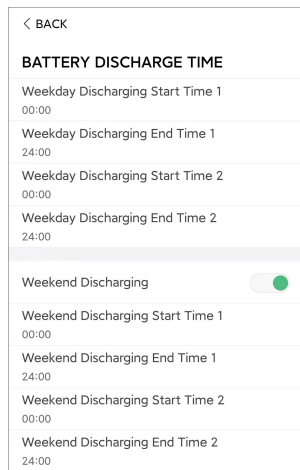 < BACK
BATTERY DISCHARGE TIME
Weekday Discharging Start Time 1
00:00
Weekday Discharging End Time 1
24:00
Weekday Discharging Start Time 2
00:00
Weekday Discharging End Time 2
24:00
Weekend Discharging
Weekend Discharging Start Time 1
00:00
Weekend Discharging End Time 1
24:00
Weekend Discharging Start Time 2
00:00
Weekend Discharging End Time 2
24:00